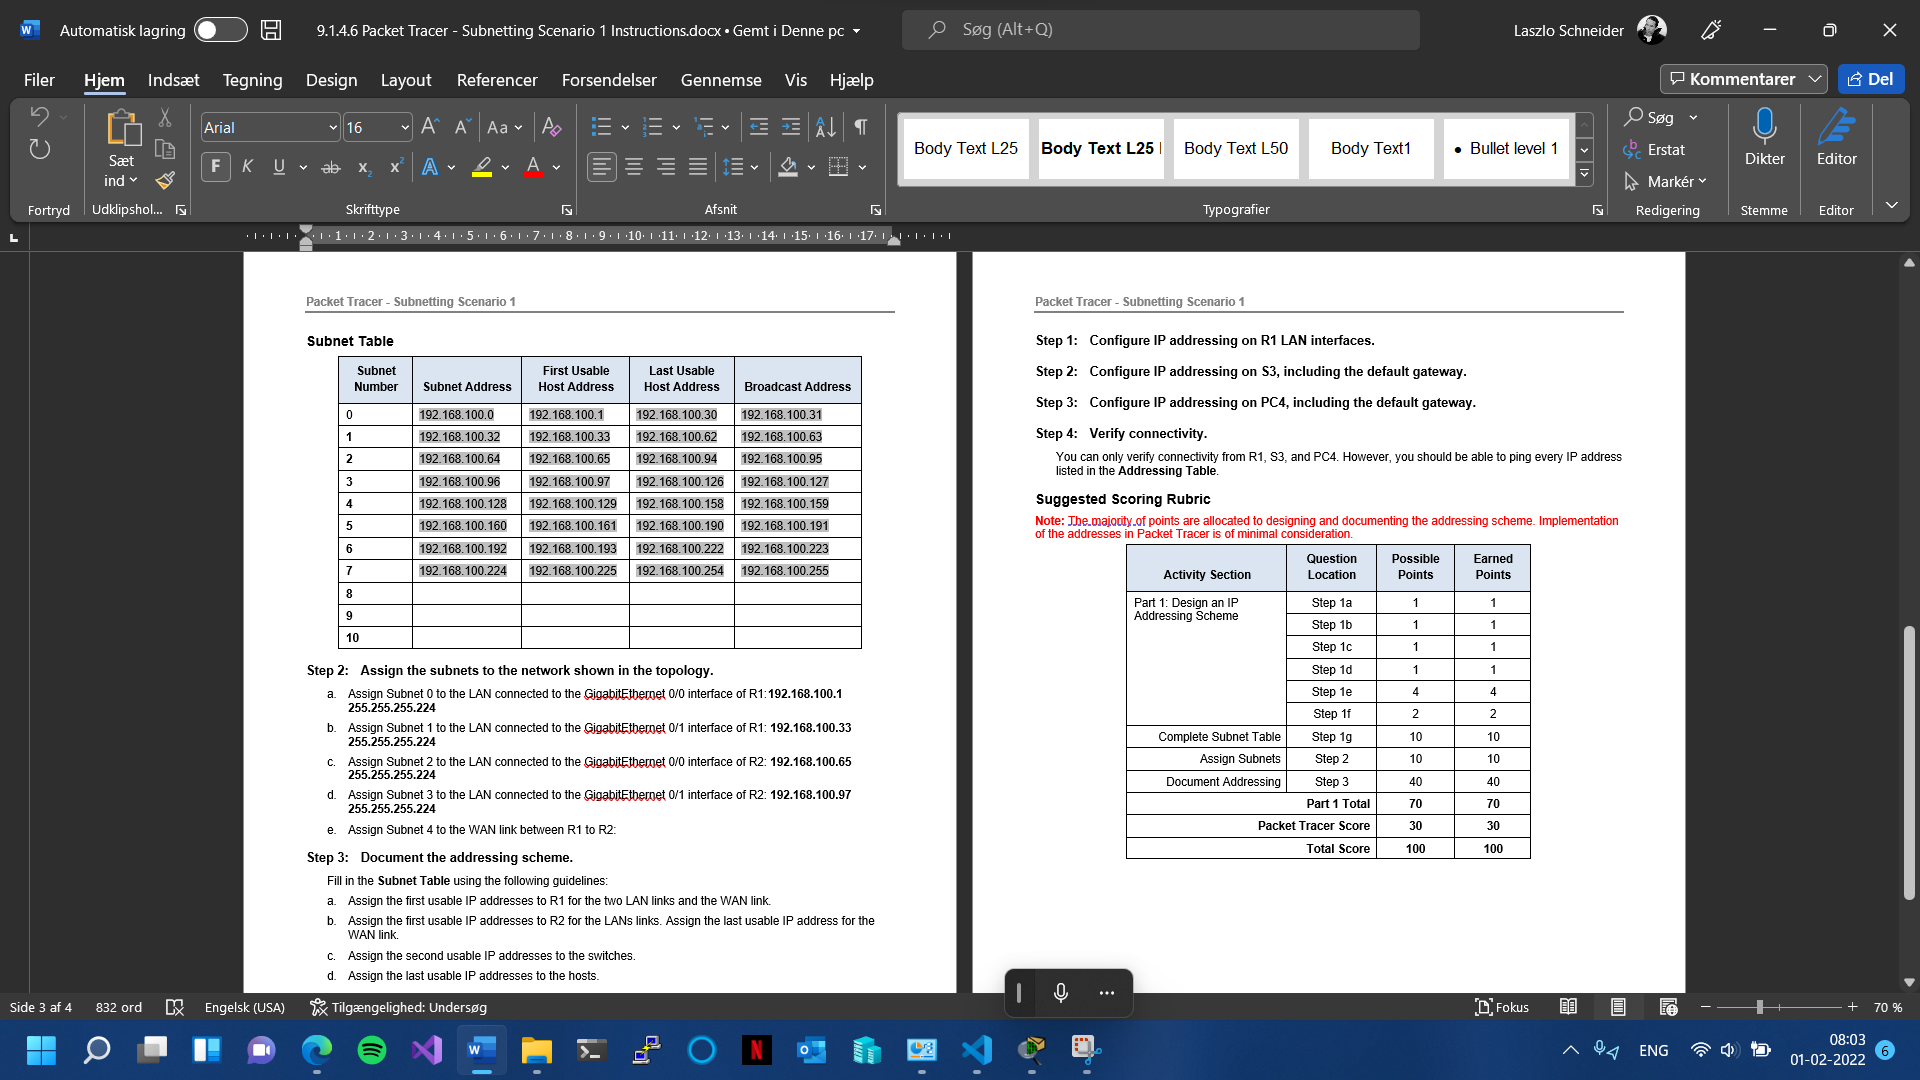 Automatisk lagring
9.1.4.6 Packet Tracer - Subnetting Scenario 1 Instructions.docx • Gemt i Denne pc
Søg (Alt+Q)
Laszlo Schneider
Filer Hjem Indsæt Tegning Design Layout Referencer Forsendelser Gennemse Vis Hjælp
Kommentarer Del
Sæt ind
Arial 16
F K U ab x₂ x² A A
Aa
Body Text L25
Body Text L25 I
Body Text L50
Body Text1
• Bullet level 1
Søg
Erstat
Markér
Dikter
Editor
Fortryd Udklipshol... Skrifttype Afsnit Typografier Redigering Stemme Editor
1 2 3 4 5 6 7 8 9 10 11 12 13 14 15 16 17
Packet Tracer - Subnetting Scenario 1
Subnet Table
Subnet Number Subnet Address First Usable Host Address Last Usable Host Address Broadcast Address
0 192.168.100.0 192.168.100.1 192.168.100.30 192.168.100.31
1 192.168.100.32 192.168.100.33 192.168.100.62 192.168.100.63
2 192.168.100.64 192.168.100.65 192.168.100.94 192.168.100.95
3 192.168.100.96 192.168.100.97 192.168.100.126 192.168.100.127
4 192.168.100.128 192.168.100.129 192.168.100.158 192.168.100.159
5 192.168.100.160 192.168.100.161 192.168.100.190 192.168.100.191
6 192.168.100.192 192.168.100.193 192.168.100.222 192.168.100.223
7 192.168.100.224 192.168.100.225 192.168.100.254 192.168.100.255
8
9
10
Step 2: Assign the subnets to the network shown in the topology.
a. Assign Subnet 0 to the LAN connected to the GigabitEthernet 0/0 interface of R1:192.168.100.1
255.255.255.224
b. Assign Subnet 1 to the LAN connected to the GigabitEthernet 0/1 interface of R1: 192.168.100.33
255.255.255.224
c. Assign Subnet 2 to the LAN connected to the GigabitEthernet 0/0 interface of R2: 192.168.100.65
255.255.255.224
d. Assign Subnet 3 to the LAN connected to the GigabitEthernet 0/1 interface of R2: 192.168.100.97
255.255.255.224
e. Assign Subnet 4 to the WAN link between R1 to R2:
Step 3: Document the addressing scheme.
Fill in the Subnet Table using the following guidelines:
a. Assign the first usable IP addresses to R1 for the two LAN links and the WAN link.
b. Assign the first usable IP addresses to R2 for the LANs links. Assign the last usable IP address for the
WAN link.
c. Assign the second usable IP addresses to the switches.
d. Assign the last usable IP addresses to the hosts.
Packet Tracer - Subnetting Scenario 1
Step 1: Configure IP addressing on R1 LAN interfaces.
Step 2: Configure IP addressing on S3, including the default gateway.
Step 3: Configure IP addressing on PC4, including the default gateway.
Step 4: Verify connectivity.
You can only verify connectivity from R1, S3, and PC4. However, you should be able to ping every IP address
listed in the Addressing Table.
Suggested Scoring Rubric
Note: The majority of points are allocated to designing and documenting the addressing scheme. Implementation
of the addresses in Packet Tracer is of minimal consideration.
Activity Section Question Location Possible Points Earned Points
Part 1: Design an IP Addressing Scheme Step 1a 1 1
Step 1b 1 1
Step 1c 1 1
Step 1d 1 1
Step 1e 4 4
Step 1f 2 2
Complete Subnet Table Step 1g 10 10
Assign Subnets Step 2 10 10
Document Addressing Step 3 40 40
Part 1 Total 70 70
Packet Tracer Score 30 30
Total Score 100 100
Side 3 af 4 832 ord Engelsk (USA) Tilgængelighed: Undersøg
Fokus 70 %
ENG
08:03
01-02-2022
6